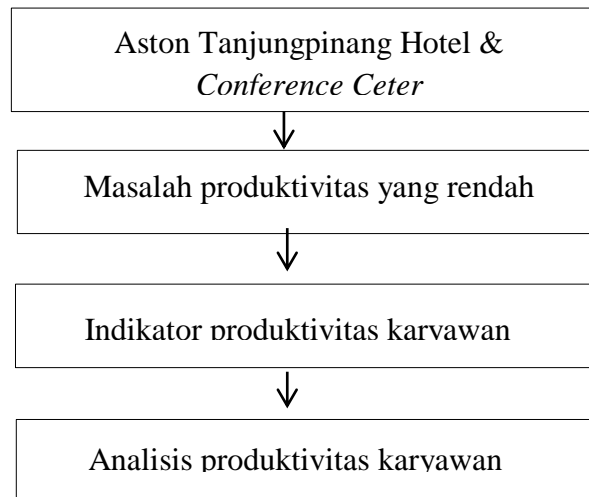 Aston Tanjungpinang Hotel &
Conference Ceter
Masalah produktivitas yang rendah
Indikator produktivitas karyawan
Analisis produktivitas karyawan